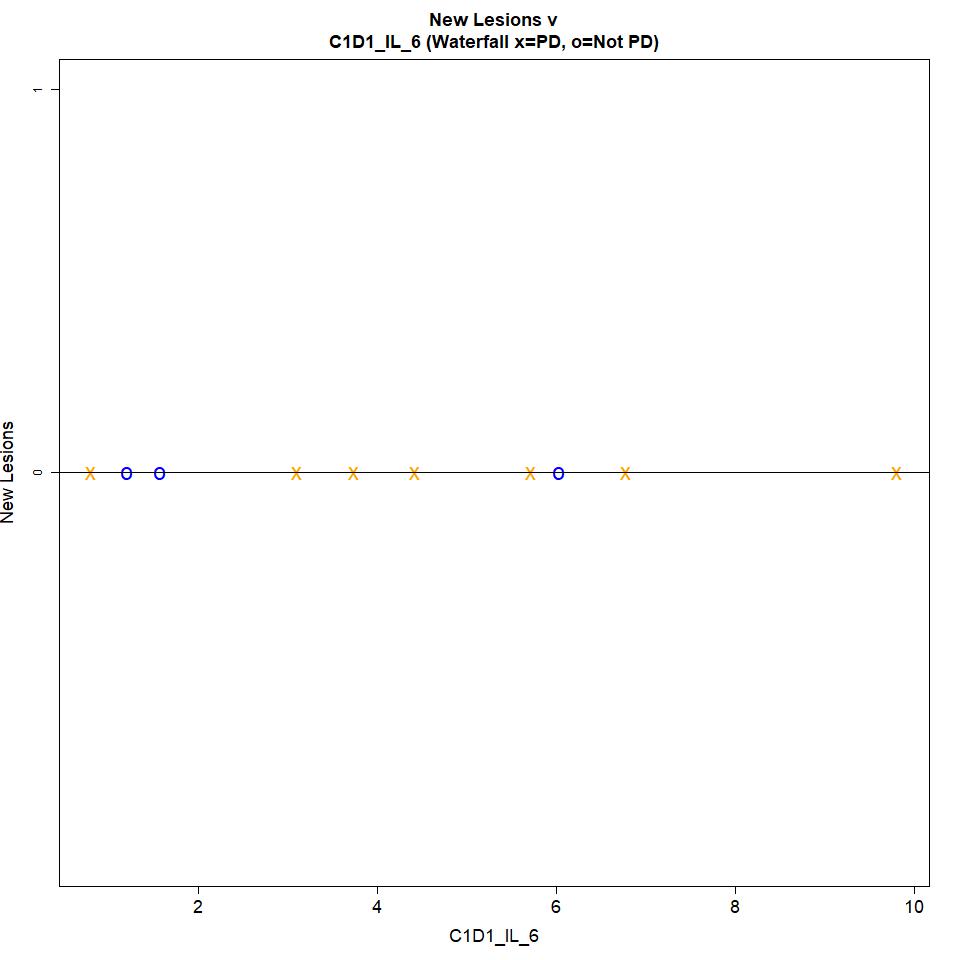 New Lesions v
C1D1_IL_6 (Waterfall x=PD, o=Not PD)
1
New Lesions
0
x o o x x x x o x x
2 4 6 8 10
C1D1_IL_6